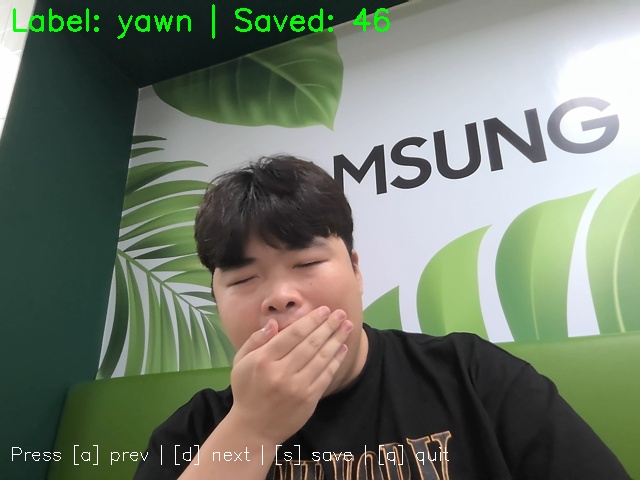 Label: yawn | Saved: 46
MSUNG
Press [a] prev | [d] next | [s] save | [q] quit